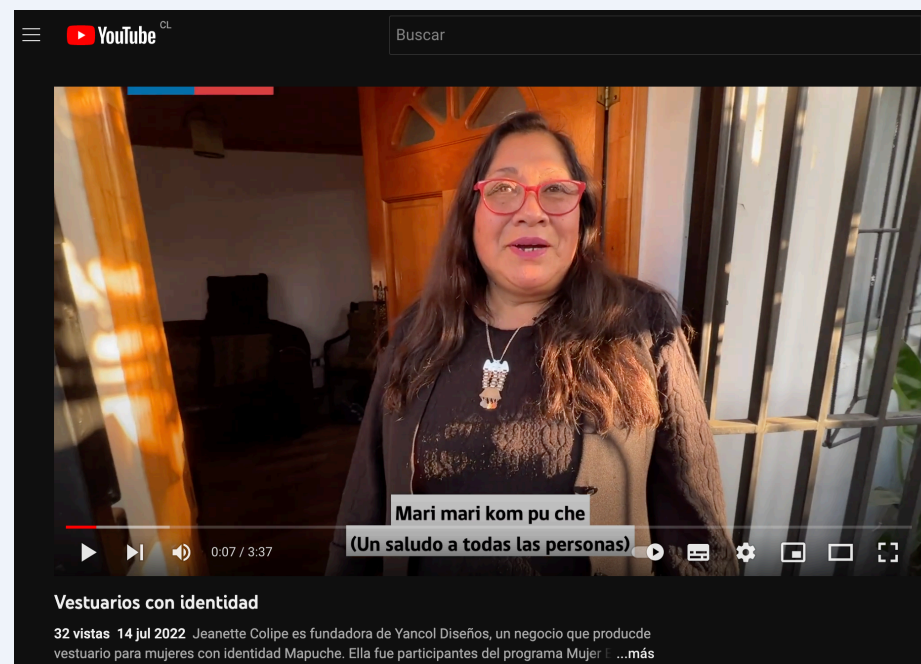 YouTube CL
Buscar
Mari mari kom pu che
(Un saludo a todas las personas)
0:07 / 3:37
Vestuarios con identidad
32 vistas 14 jul 2022 Jeanette Colipe es fundadora de Yancol Diseños, un negocio que producde
vestuario para mujeres con identidad Mapuche. Ella fue participantes del programa Mujer E ...más